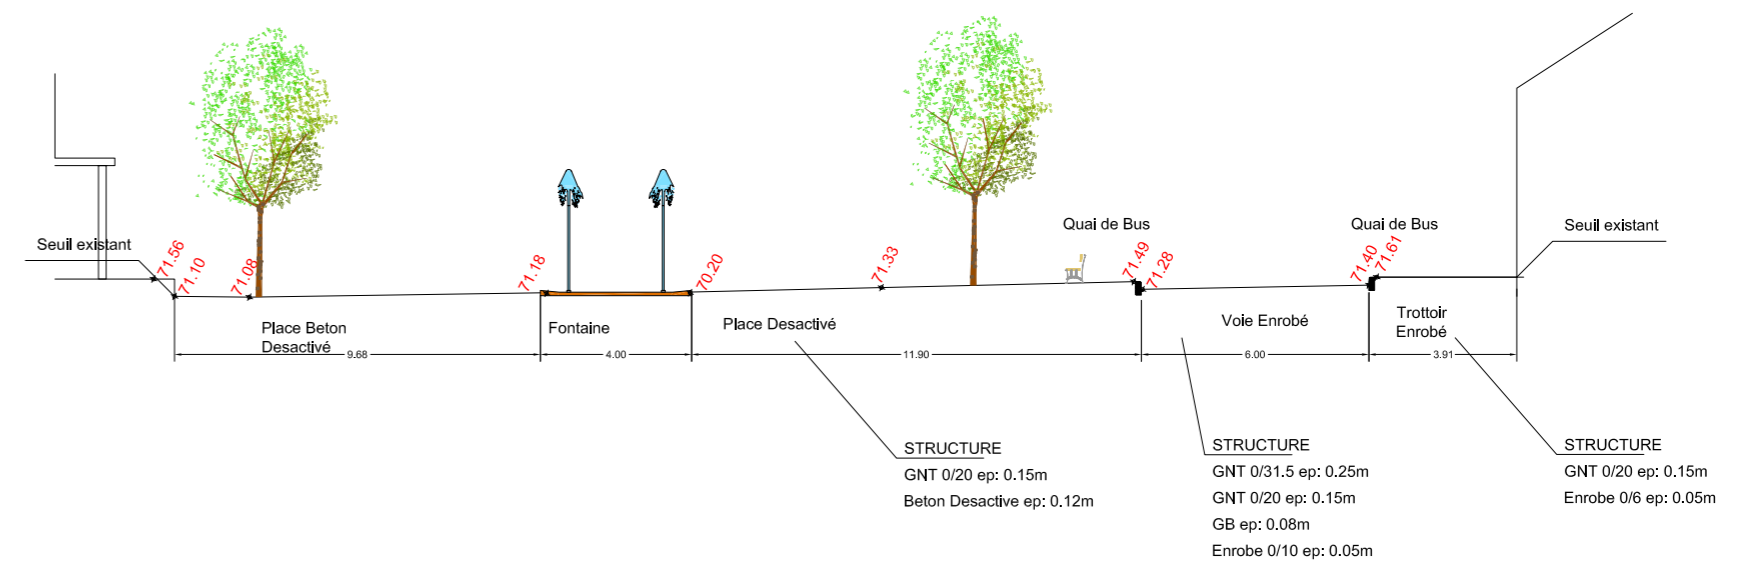 Seuil existant
71.56
71.10
71.08
71.18
70.20
71.33
Quai de Bus
71.49
71.28
Quai de Bus
71.40
71.61
Seuil existant
Place Beton
Desactivé
Fontaine
Place Desactivé
Voie Enrobé
Trottoir
Enrobé
9.68
4.00
11.90
6.00
3.91
STRUCTURE
GNT 0/20 ep: 0.15m
Beton Desactive ep: 0.12m
STRUCTURE
GNT 0/31.5 ep: 0.25m
GNT 0/20 ep: 0.15m
GB ep: 0.08m
Enrobe 0/10 ep: 0.05m
STRUCTURE
GNT 0/20 ep: 0.15m
Enrobe 0/6 ep: 0.05m